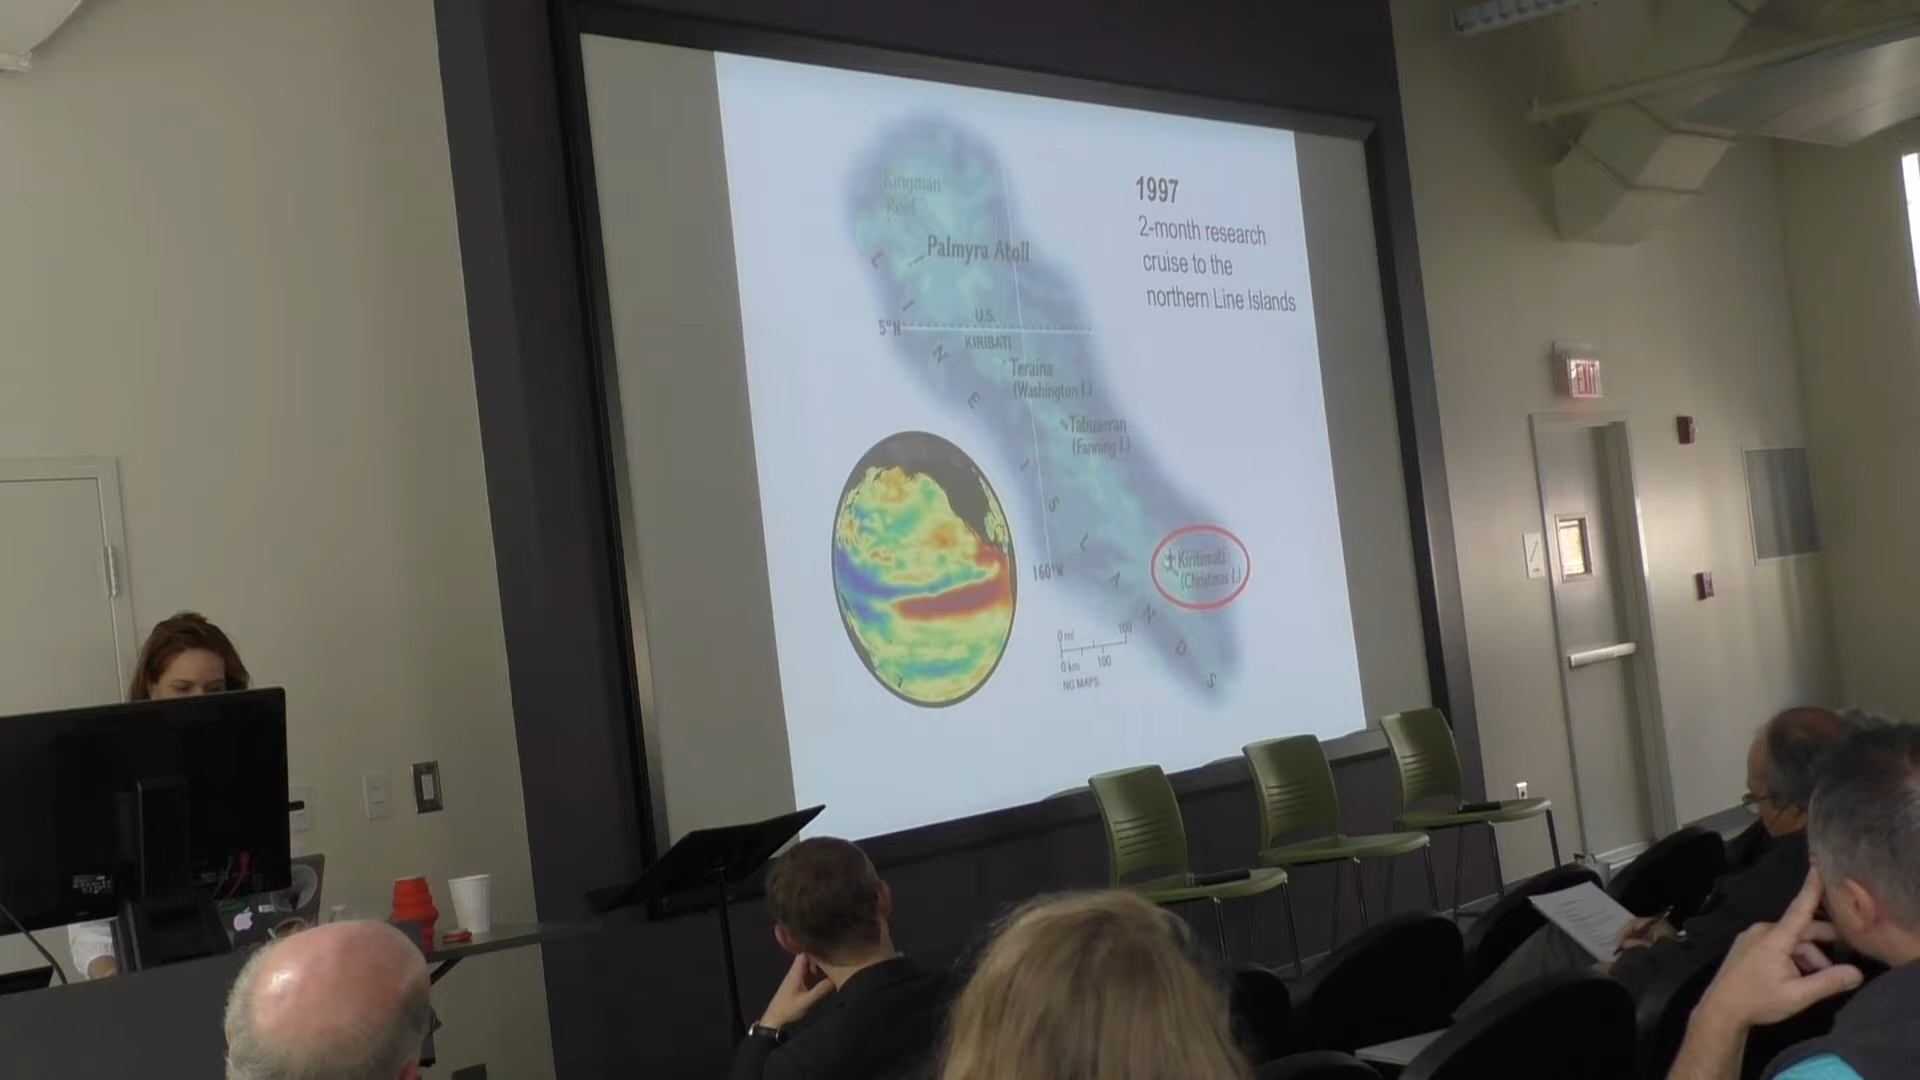 1997
2-month research
cruise to the
northern Line Islands
Kingman
Reef
Palmyra Atoll
5°N
U.S.
KIRIBATI
Teraina
(Washington I.)
Tabuaeran
(Fanning I.)
L I N E I S L A N D S
160°W
Kiritimati
(Christmas I.)
0 mi 100
0 km 100
NG MAPS
EXIT